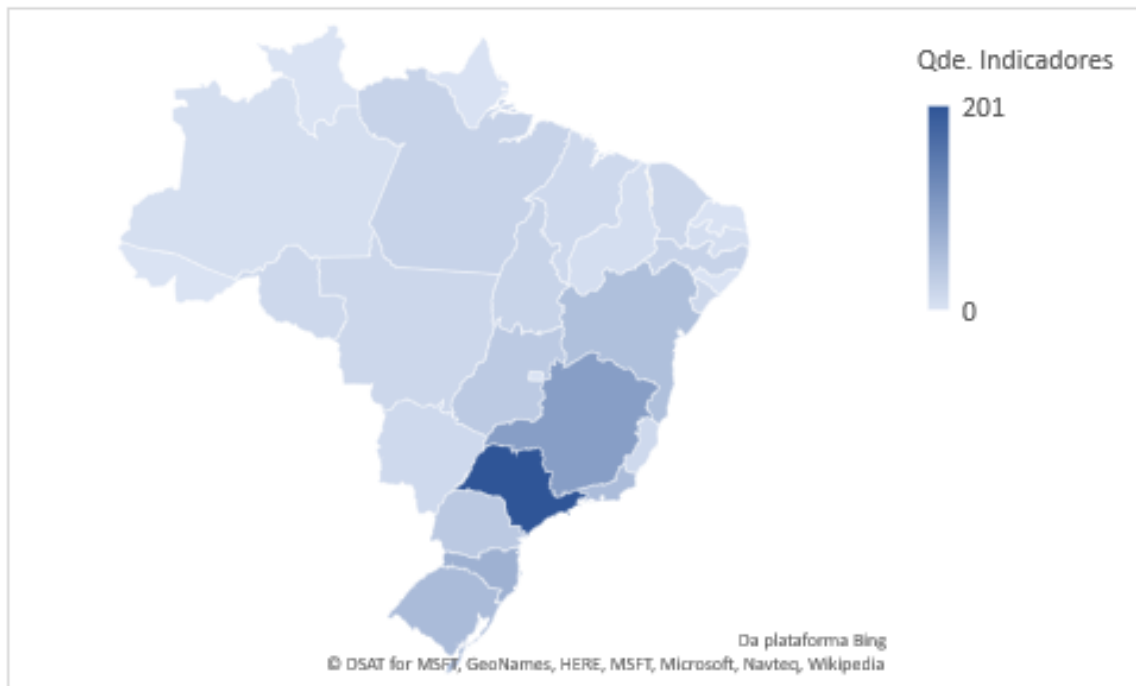 Qde. Indicadores
201
0
Da plataforma Bing
© DSAT for MSFT, GeoNames, HERE, MSFT, Microsoft, Navteq, Wikipedia